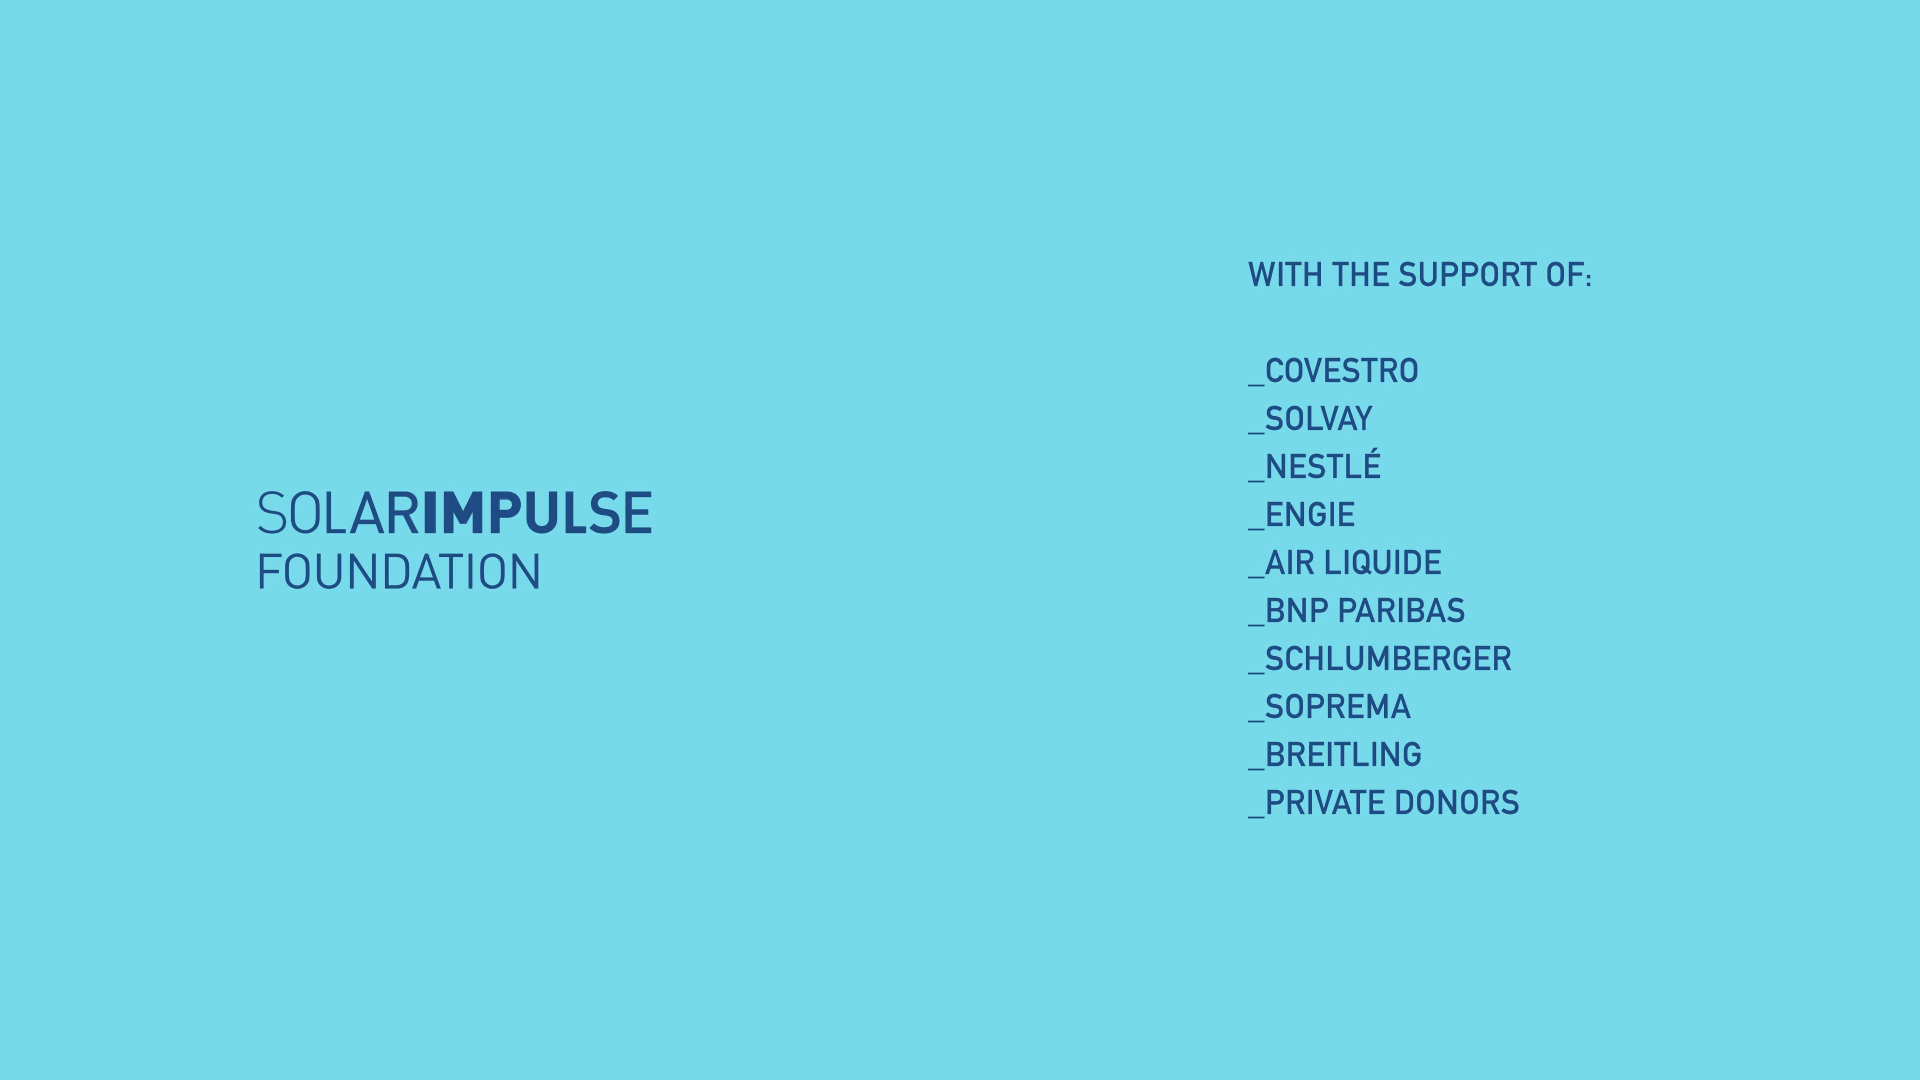 SOLARIMPULSE
FOUNDATION
WITH THE SUPPORT OF:
_COVESTRO
_SOLVAY
_NESTLÉ
_ENGIE
_AIR LIQUIDE
_BNP PARIBAS
_SCHLUMBERGER
_SOPREMA
_BREITLING
_PRIVATE DONORS